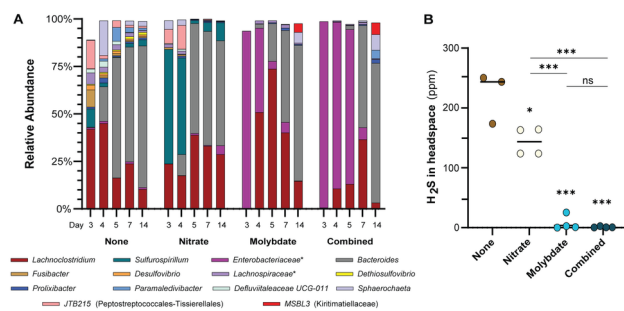 A
Relative Abundance
100%
75%
50%
25%
0%
Day 3 4 5 7 14 3 4 5 7 14 3 4 5 7 14 3 4 5 7 14
None Nitrate Molybdate Combined
Lachnoclostridium Sulfurospirillum Enterobacteriaceae* Bacteroides
Fusibacter Desulfovibrio Lachnospiraceae* Dethiosulfovibrio
Prolixibacter Paramaledivibacter Defluviitaleaceae UCG-011 Sphaerochaeta
JTB215 (Peptostreptococcales-Tissierellales) MSBL3 (Kiritimatiellaceae)
B
H2S in headspace (ppm)
300
200
100
0
***
*** ***
ns
*
*** ***
None Nitrate Molybdate Combined